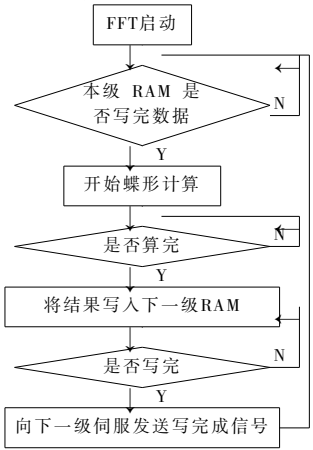 FFT启动
本级 RAM 是
否写完数据
N
Y
开始蝶形计算
N
是否算完
Y
将结果写入下一级RAM
N
是否写完
Y
向下一级伺服发送写完成信号